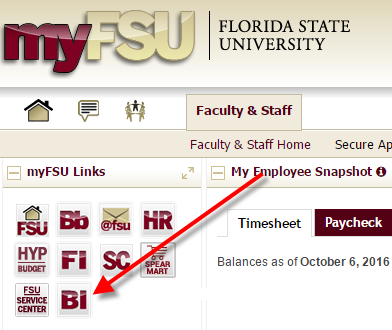 myFSU
FLORIDA STATE
UNIVERSITY
Faculty & Staff
Faculty & Staff Home Secure Ap
myFSU Links
My Employee Snapshot
FSU Bb @fsu HR
HYP
BUDGET
FI SC SPEAR
MART
FSU
SERVICE
CENTER
BI
Timesheet Paycheck
Balances as of October 6, 2016